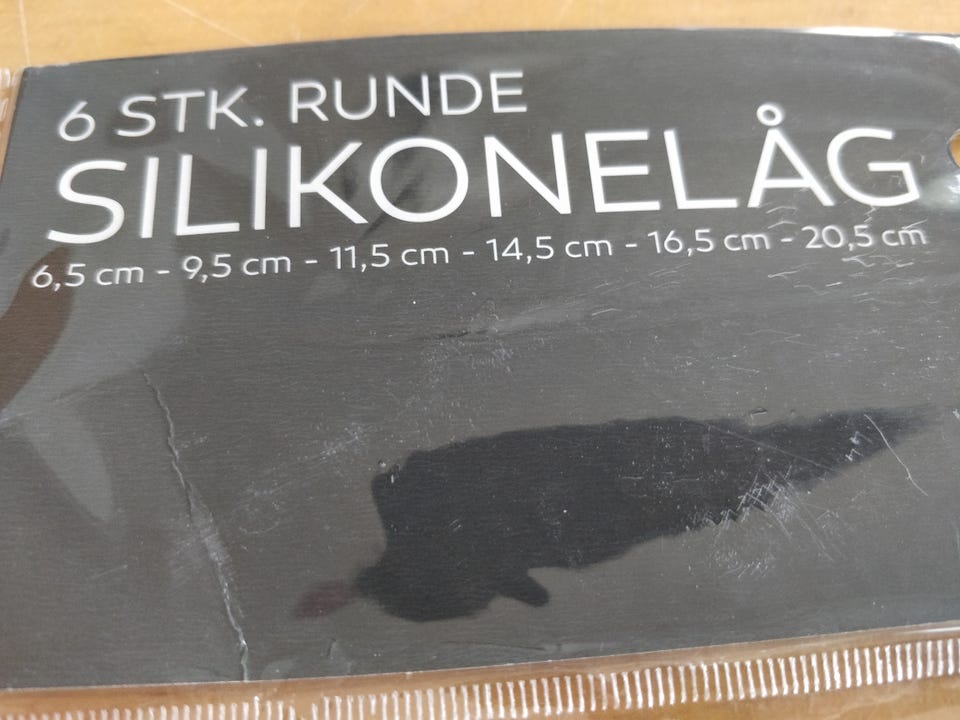 6 STK. RUNDE
SILIKONELÅG
6,5 cm - 9,5 cm - 11,5 cm - 14,5 cm - 16,5 cm - 20,5 cm